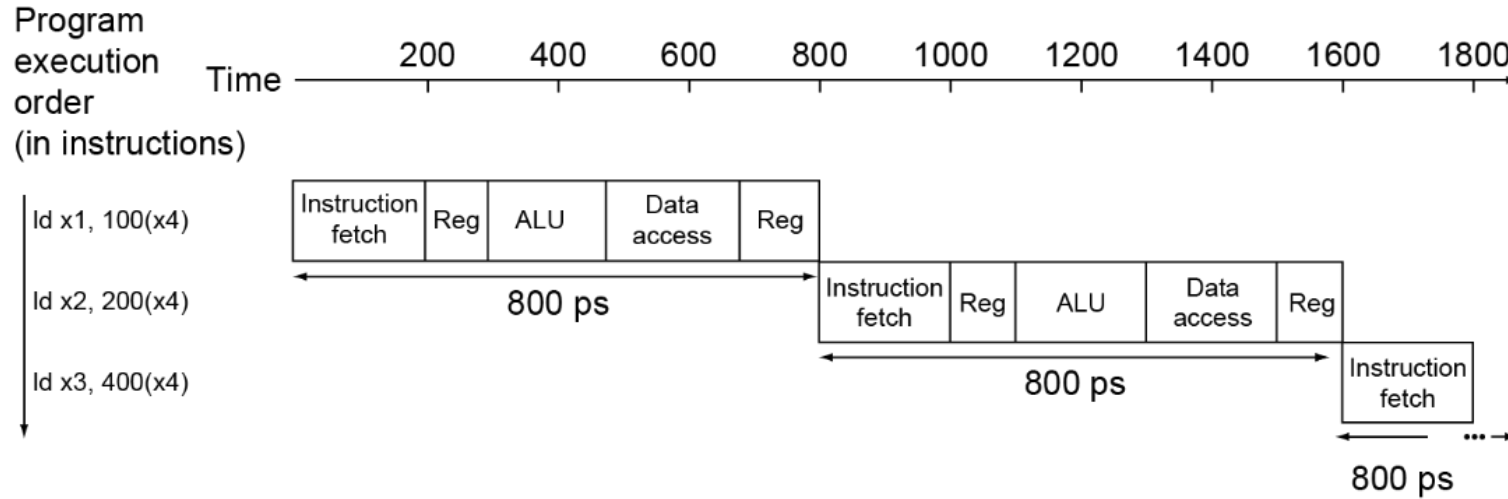 Program
execution
order
(in instructions)
Time
200 400 600 800 1000 1200 1400 1600 1800
ld x1, 100(x4)
Instruction
fetch
Reg
ALU
Data
access
Reg
800 ps
ld x2, 200(x4)
Instruction
fetch
Reg
ALU
Data
access
Reg
800 ps
ld x3, 400(x4)
Instruction
fetch
...
800 ps